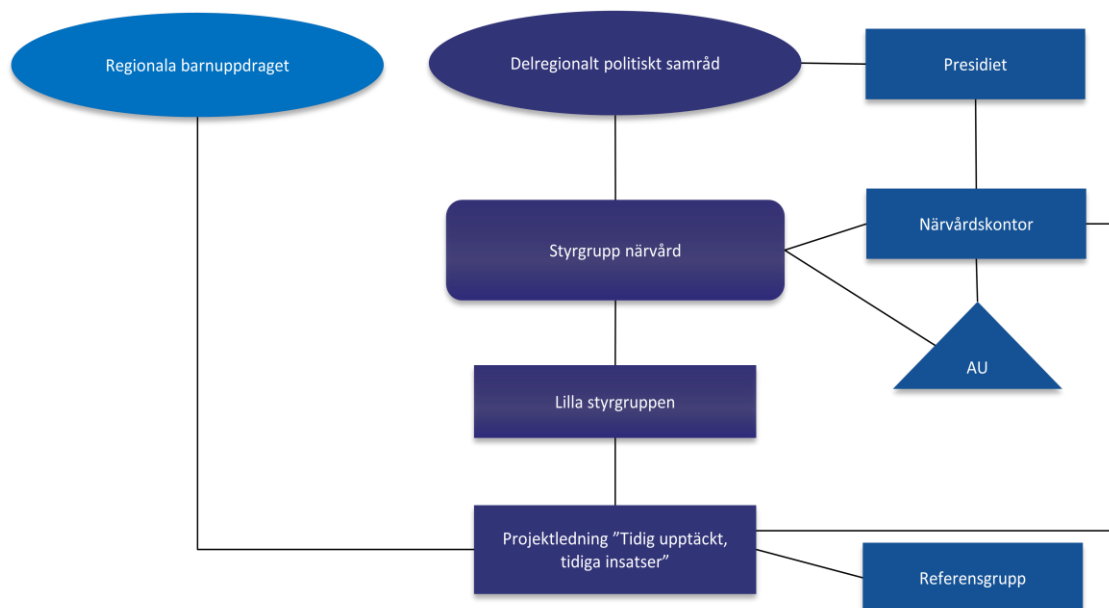 Regionala barnuppdraget
Delregionalt politiskt samråd
Presidiet
Styrgrupp närvård
Närvårdskontor
AU
Lilla styrgruppen
Projektledning ”Tidig upptäckt,
tidiga insatser”
Referensgrupp